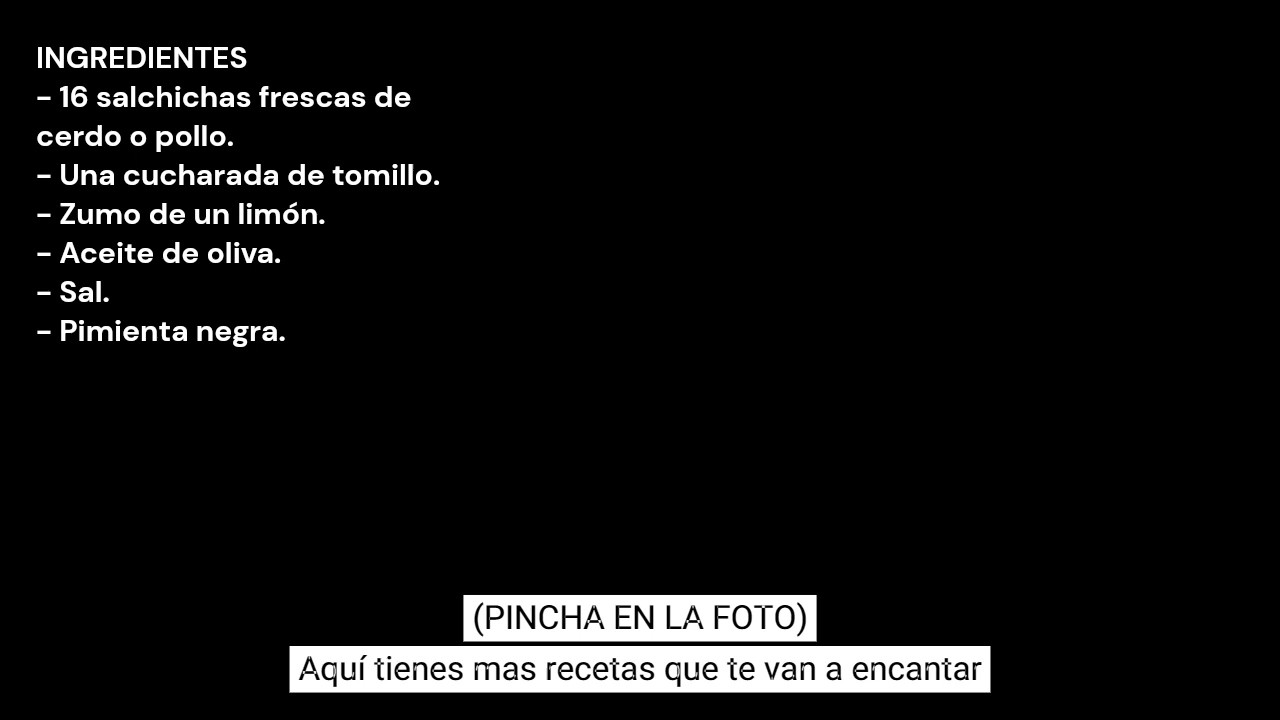 INGREDIENTES
- 16 salchichas frescas de
cerdo o pollo.
- Una cucharada de tomillo.
- Zumo de un limón.
- Aceite de oliva.
- Sal.
- Pimienta negra.
(PINCHA EN LA FOTO)
Aquí tienes mas recetas que te van a encantar